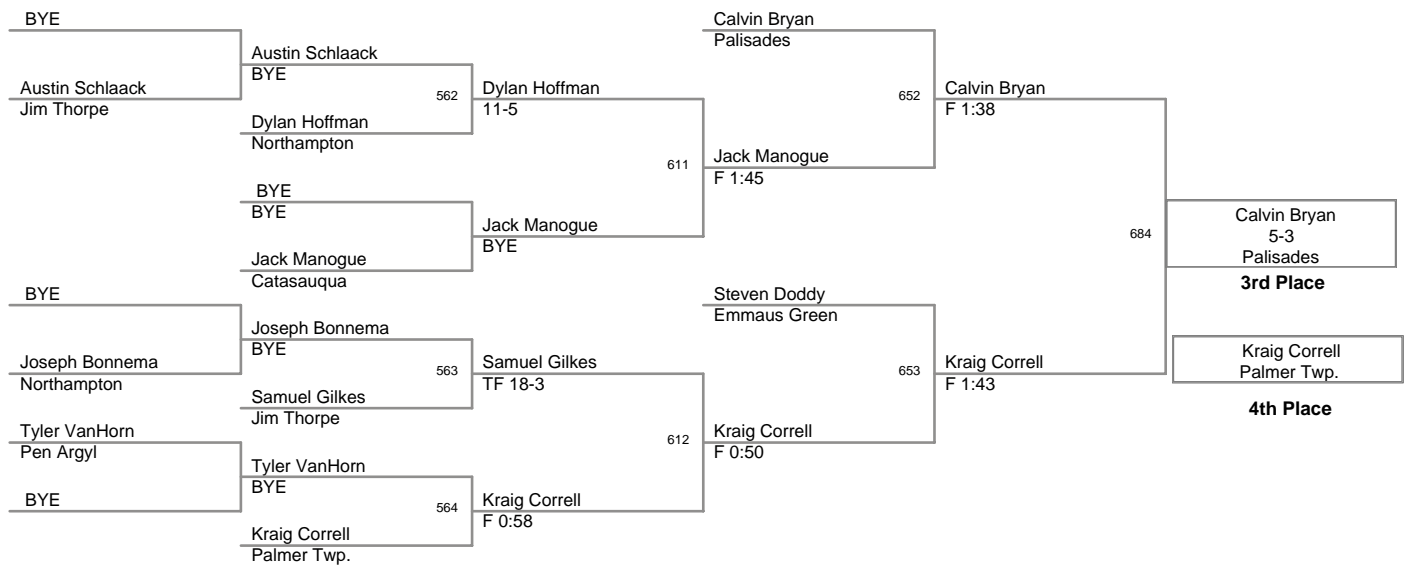 BYE
Calvin Bryan
Palisades
Austin Schlaack
BYE
Austin Schlaack
Jim Thorpe
562
Dylan Hoffman
11-5
652
Calvin Bryan
F 1:38
Dylan Hoffman
Northampton
611
Jack Manogue
F 1:45
BYE
BYE
Jack Manogue
BYE
684
Calvin Bryan
5-3
Palisades
3rd Place
Jack Manogue
Catasauqua
BYE
Steven Doddy
Emmaus Green
Joseph Bonnema
BYE
Joseph Bonnema
Northampton
563
Samuel Gilkes
TF 18-3
653
Kraig Correll
F 1:43
Kraig Correll
Palmer Twp.
4th Place
Samuel Gilkes
Jim Thorpe
Tyler VanHorn
Pen Argyl
612
Kraig Correll
F 0:50
Tyler VanHorn
BYE
BYE
564
Kraig Correll
F 0:58
Kraig Correll
Palmer Twp.